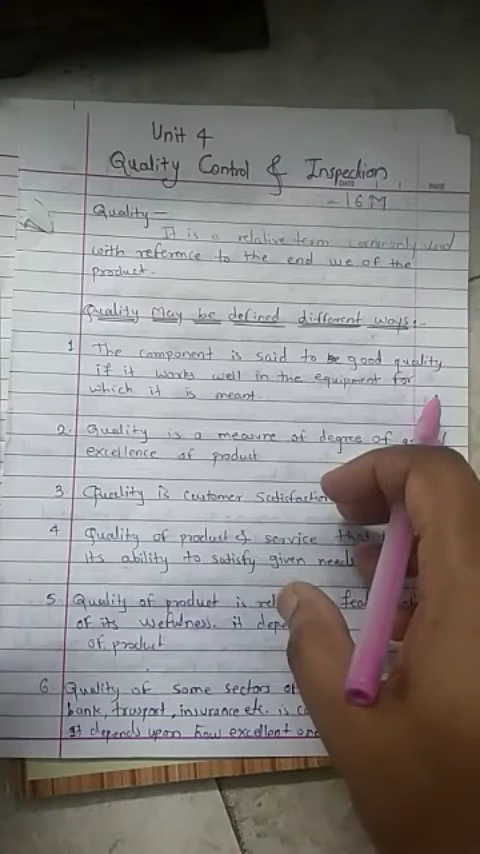 Unit 4
Quality Control & Inspection
DATE
PAGE
- 16M
Quality -
It is a relative term commonly used
with reference to the end use of the
product.
Quality May be defined different ways:-
1 The component is said to be good quality
if it works well in the equipment for
which it is meant.
2. Quality is a measure of degree of
excellence of product
3 Quality is customer satisfaction
4 Quality of product & service that
its ability to satisfy given needs
5. Quality of product is
of its usefulness. it
of product
6 Quality of some sectors
bank, trasport, insurance etc. is
It depends upon how excellent